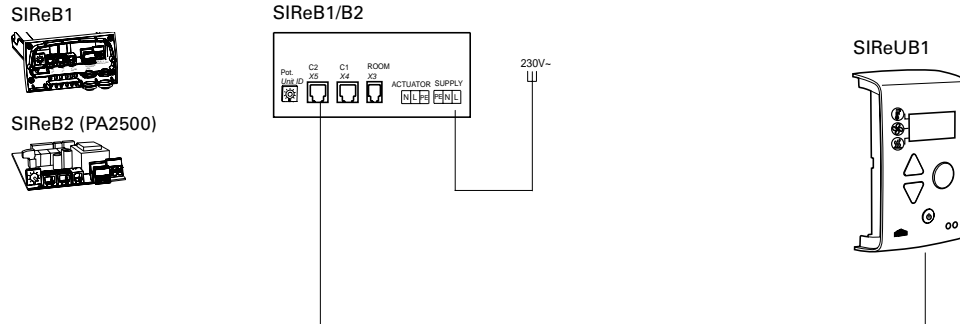 SIReB1
SIReB2 (PA2500)
SIReB1/B2
Pot.
Unit ID
C2
X5
C1
X4
ROOM
X3
ACTUATOR SUPPLY
N L PE PE N L
230V~
SIReUB1